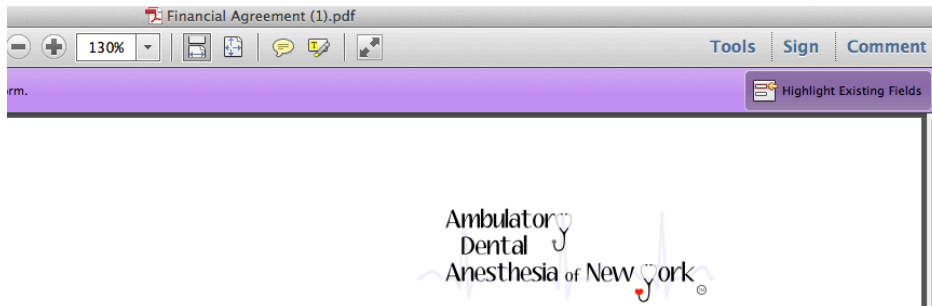 Financial Agreement (1).pdf
130%
Tools Sign Comment
rm.
Highlight Existing Fields
Ambulatory
Dental
Anesthesia of New York